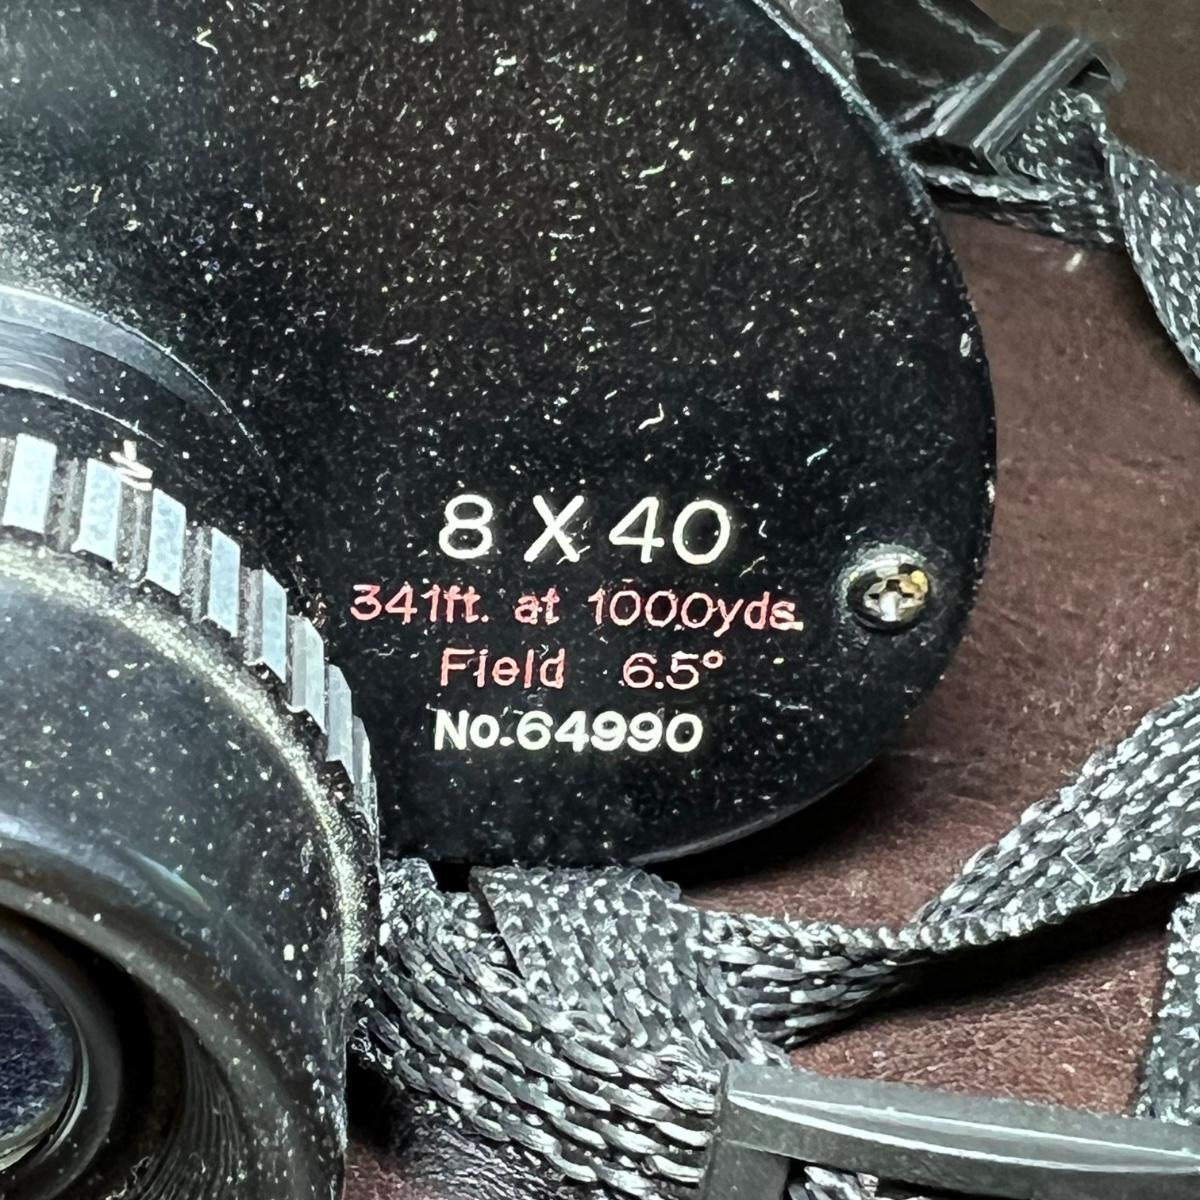 8 X 40
341ft. at 1000yds.
Field 6.5°
No.64990